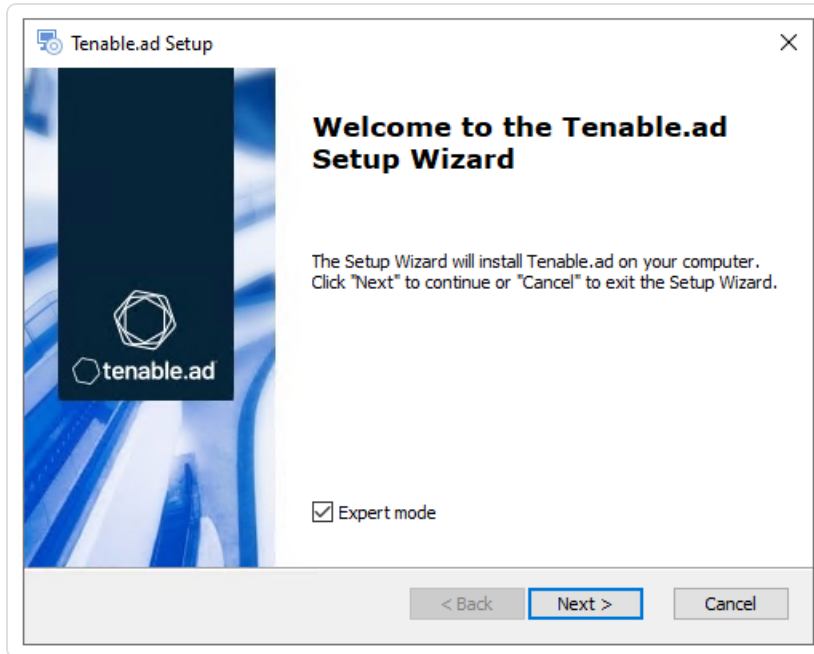 Tenable.ad Setup
Welcome to the Tenable.ad
Setup Wizard
The Setup Wizard will install Tenable.ad on your computer.
Click "Next" to continue or "Cancel" to exit the Setup Wizard.
tenable.ad
Expert mode
< Back Next > Cancel